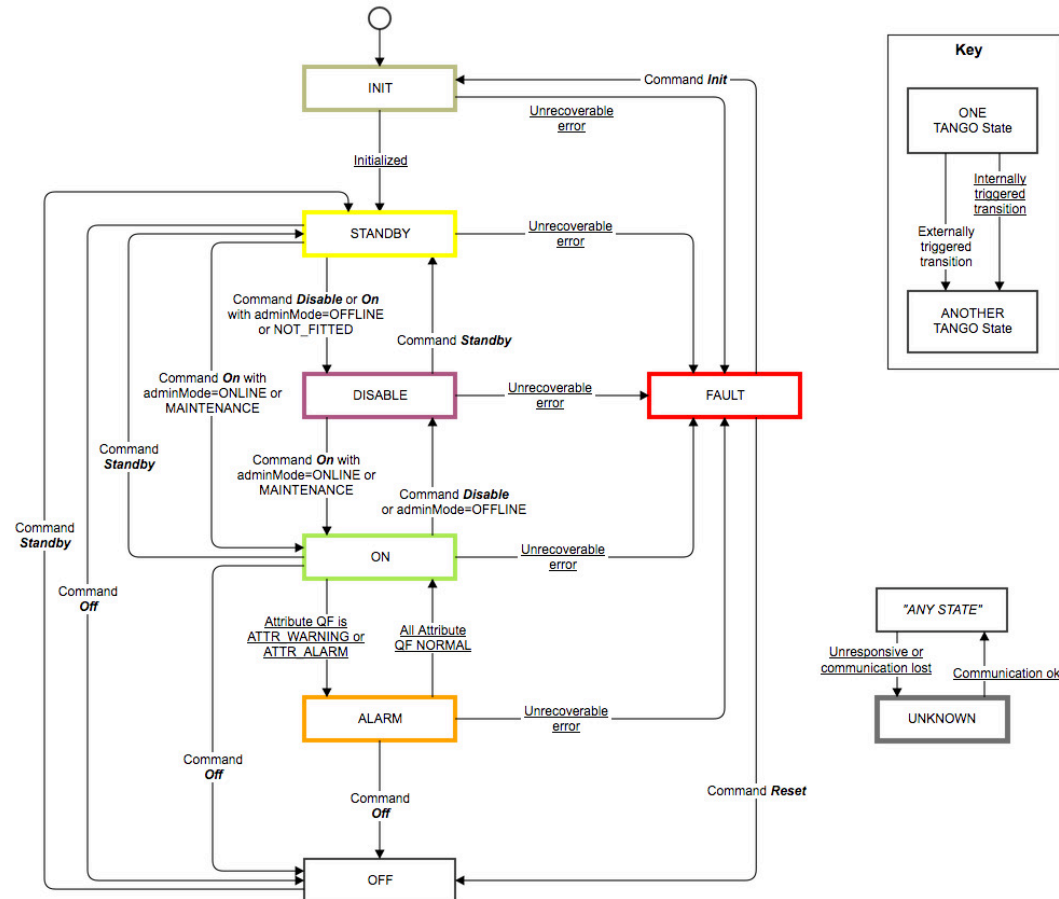 Key
INIT
Command Init
Unrecoverable
error
ONE
TANGO State
Initialized
Internally
triggered
transition
STANDBY
Unrecoverable
error
Externally
triggered
transition
Command Disable or On
with adminMode=OFFLINE
or NOT_FITTED
ANOTHER
TANGO State
Command Standby
Command On with
adminMode=ONLINE or
MAINTENANCE
DISABLE
Unrecoverable
error
FAULT
Command
Standby
Command On with
adminMode=ONLINE or
MAINTENANCE
Command Disable
or adminMode=OFFLINE
Command
Standby
ON
Unrecoverable
error
Command
Off
Attribute QF is
ATTR_WARNING or
ATTR_ALARM
All Attribute
QF NORMAL
"ANY STATE"
Unresponsive or
communication lost
Communication ok
ALARM
Unrecoverable
error
UNKNOWN
Command
Off
Command
Off
Command Reset
OFF